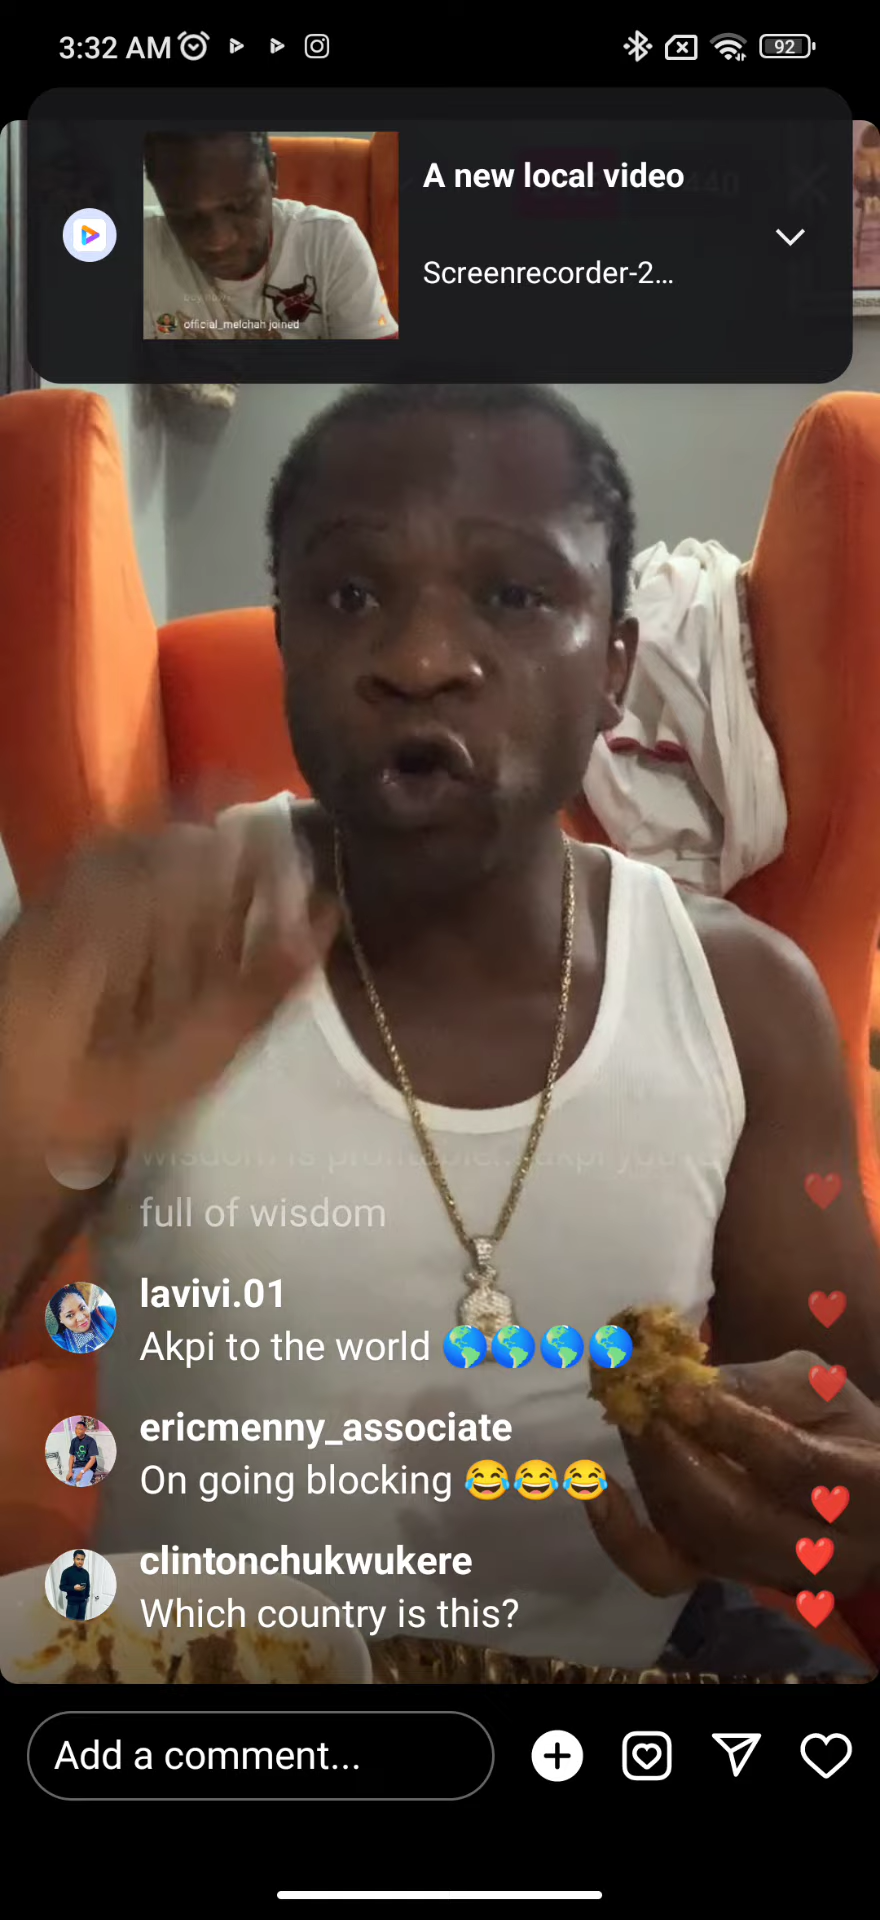 3:32 AM
92
A new local video
Screenrecorder-2...
official_melchah joined
full of wisdom
lavivi.01
Akpi to the world 🌎🌎🌎🌎
ericmenny_associate
On going blocking 😂😂😂
clintonchukwukere
Which country is this?
Add a comment...